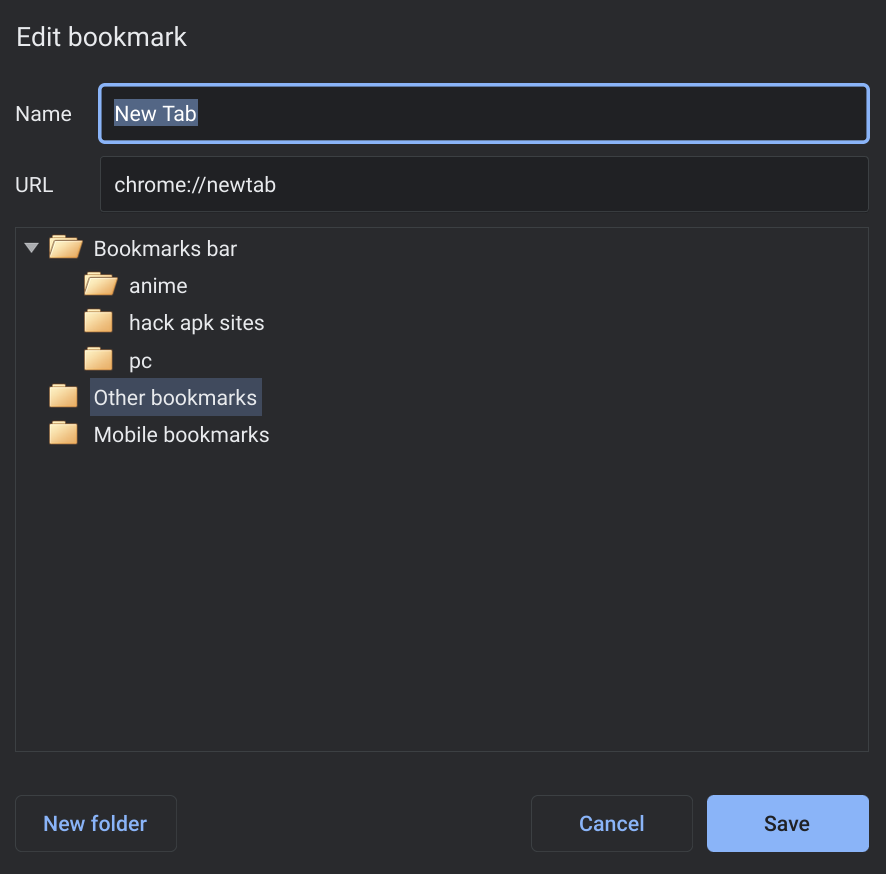 Edit bookmark
Name New Tab
URL chrome://newtab
Bookmarks bar
anime
hack apk sites
pc
Other bookmarks
Mobile bookmarks
New folder Cancel Save